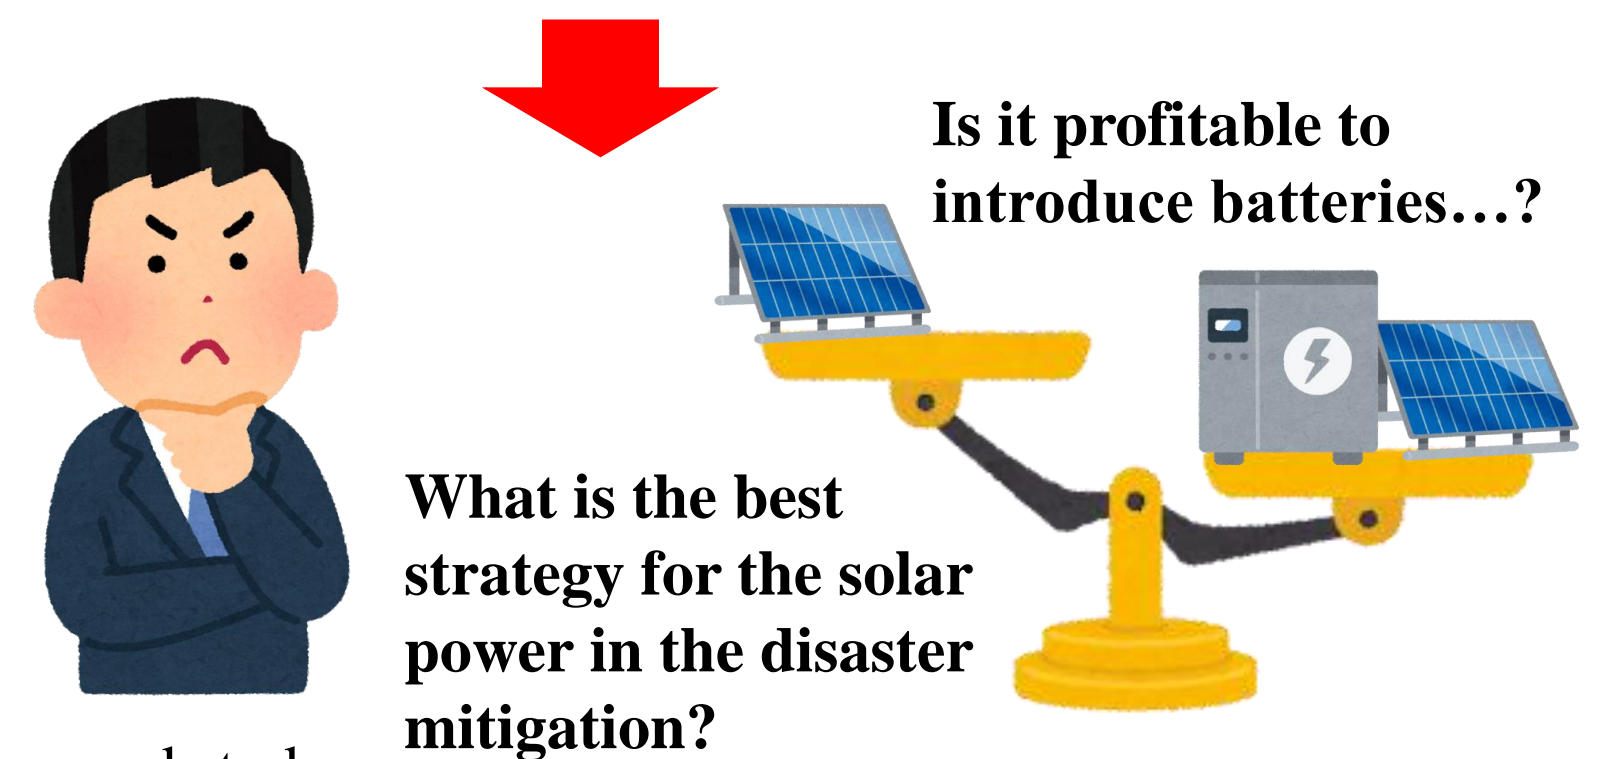 Is it profitable to
introduce batteries…?
What is the best
strategy for the solar
power in the disaster
mitigation?